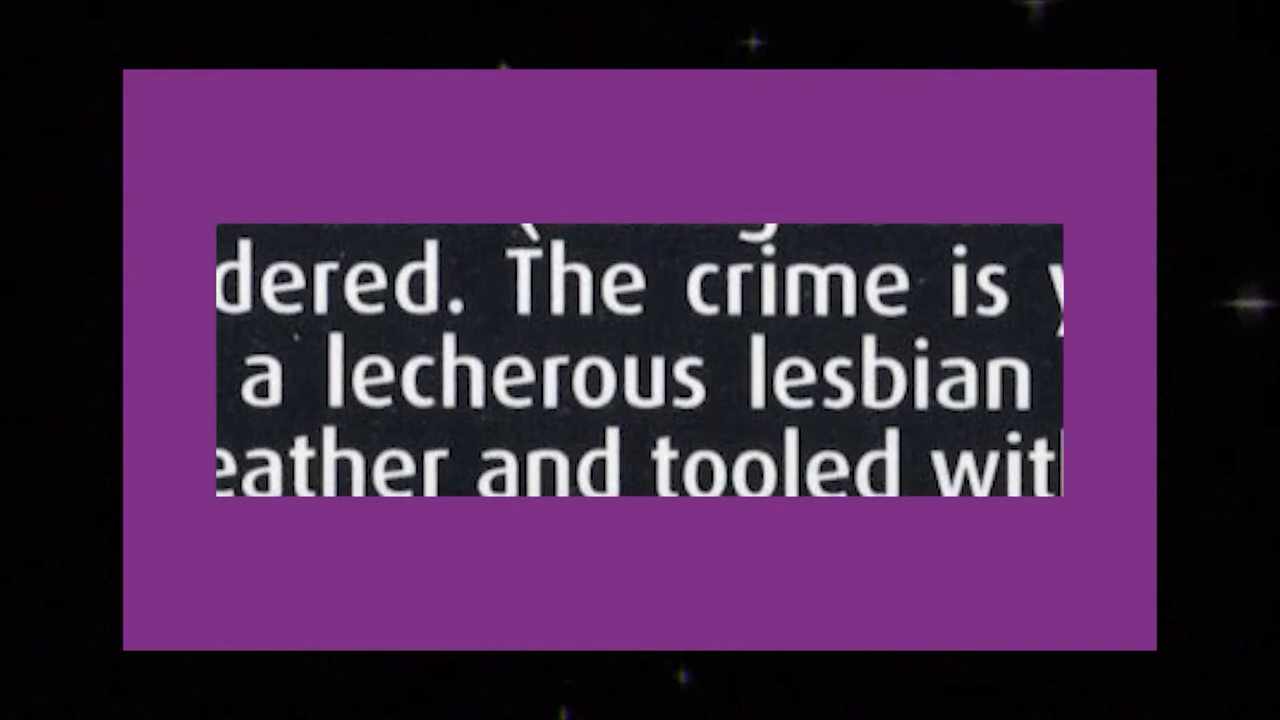 dered. The crime is y
a lecherous lesbian
eather and tooled wit